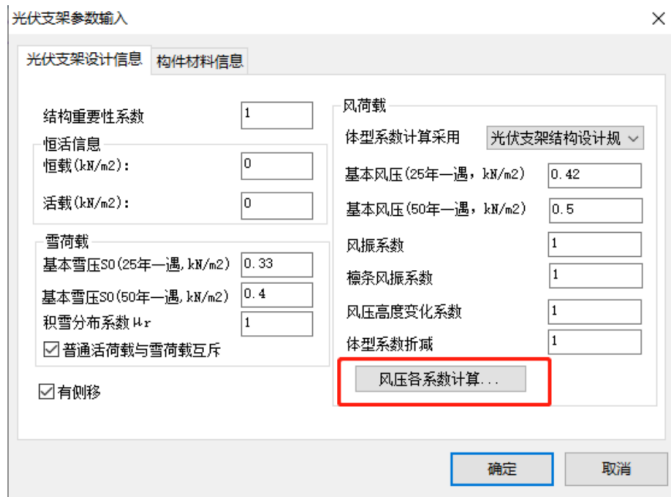 光伏支架参数输入
光伏支架设计信息
构件材料信息
结构重要性系数
1
恒活信息
恒载(kN/m2):
0
活载(kN/m2):
0
雪荷载
基本雪压S0(25年一遇,kN/m2)
0.33
基本雪压S0(50年一遇,kN/m2)
0.4
积雪分布系数μr
1
普通活荷载与雪荷载互斥
有侧移
风荷载
体型系数计算采用
光伏支架结构设计规
基本风压(25年一遇，kN/m2)
0.42
基本风压(50年一遇，kN/m2)
0.5
风振系数
1
檩条风振系数
1
风压高度变化系数
1
体型系数折减
1
风压各系数计算...
确定
取消